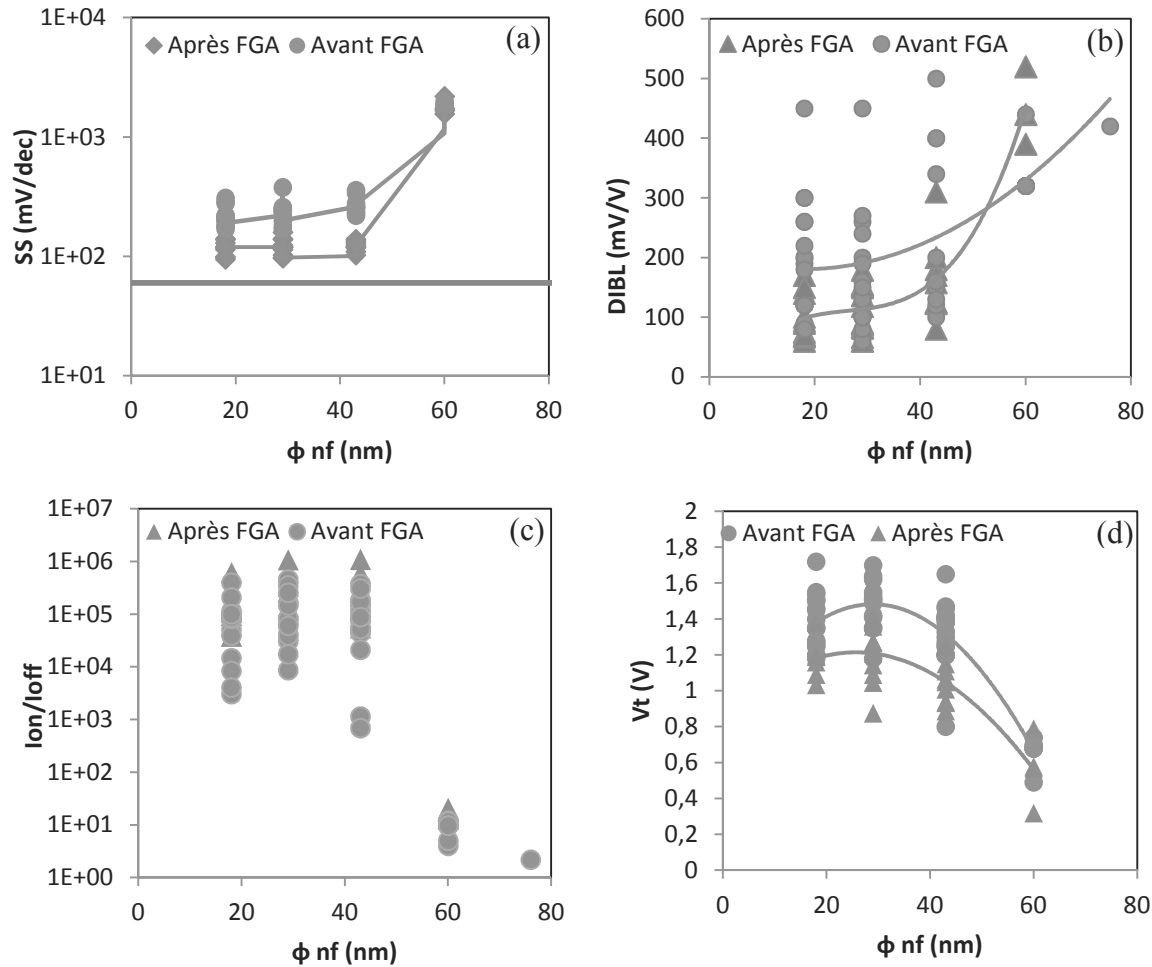 1E+04
Après FGA Avant FGA (a)
1E+03
1E+02
1E+01
SS (mV/dec)
0 20 40 60 80
ϕ nf (nm)
600
Après FGA Avant FGA (b)
500
400
300
200
100
0
DIBL (mV/V)
0 20 40 60 80
ϕ nf (nm)
1E+07
Après FGA Avant FGA (c)
1E+06
1E+05
1E+04
1E+03
1E+02
1E+01
1E+00
Ion/Ioff
0 20 40 60 80
ϕ nf (nm)
2
Avant FGA Après FGA (d)
1,8
1,6
1,4
1,2
1
0,8
0,6
0,4
0,2
0
Vt (V)
0 20 40 60 80
ϕ nf (nm)